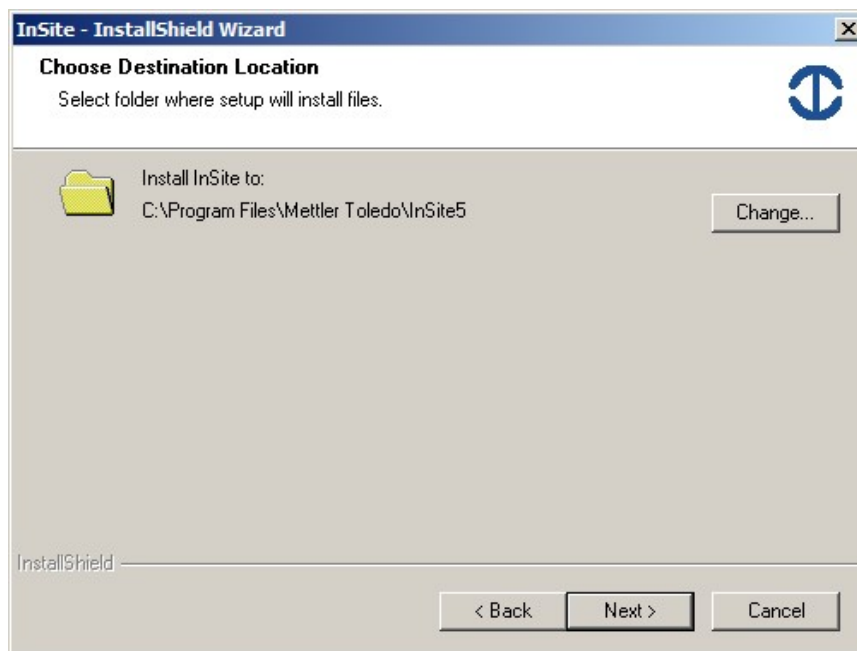 InSite - InstallShield Wizard
Choose Destination Location
Select folder where setup will install files.
Install InSite to:
C:\Program Files\Mettler Toledo\InSite5
Change...
InstallShield
< Back
Next >
Cancel